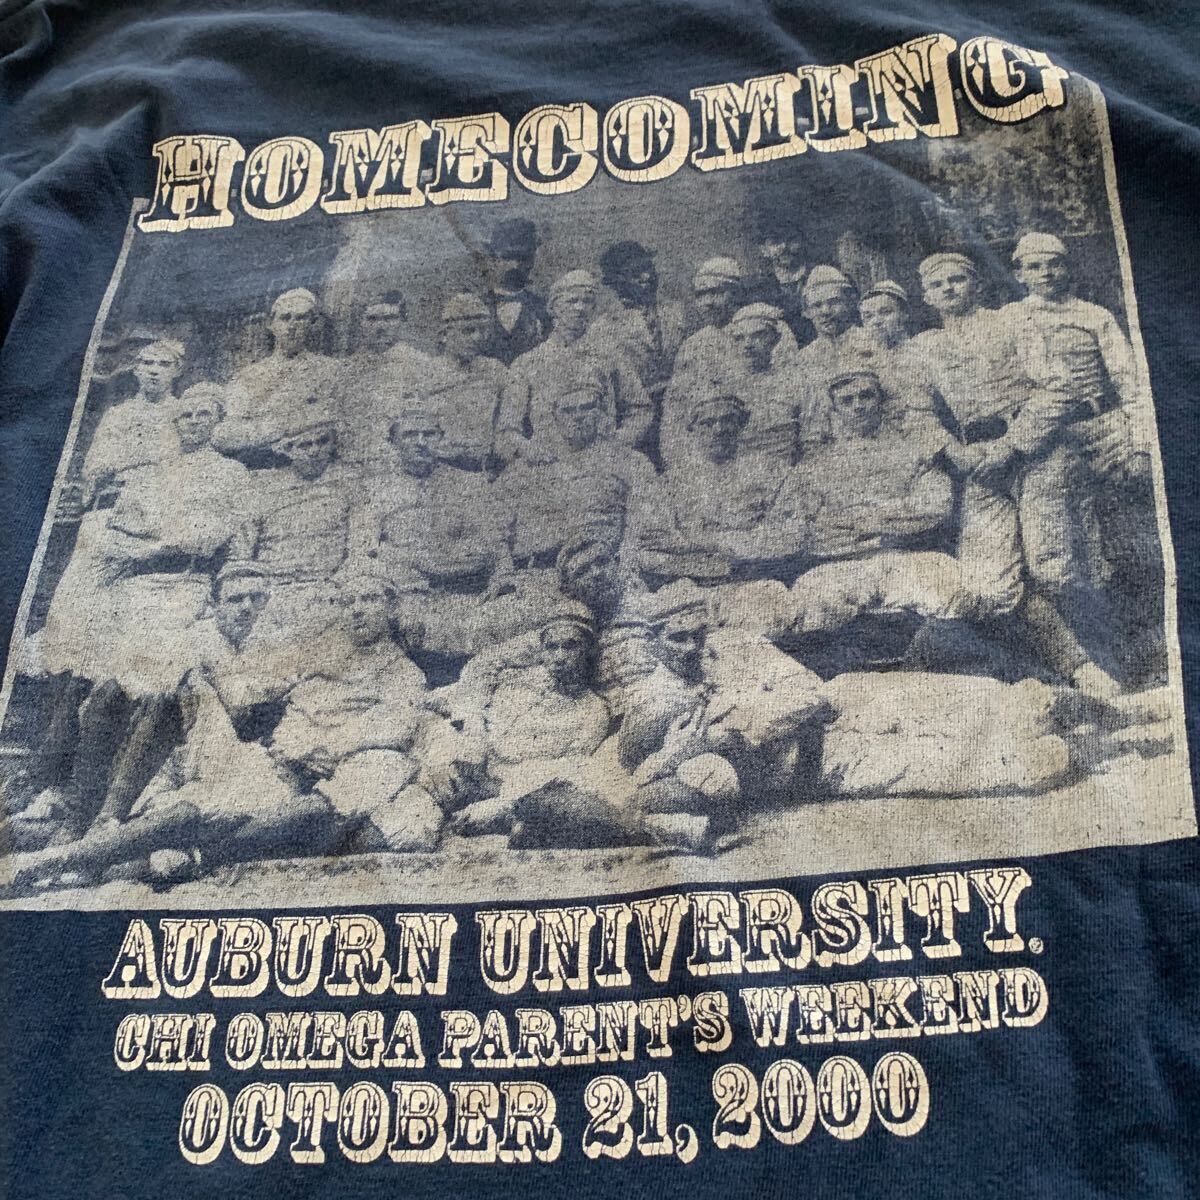 HOMECOMING
AUBURN UNIVERSITY®
CHI OMEGA PARENT'S WEEKEND
OCTOBER 21, 2000